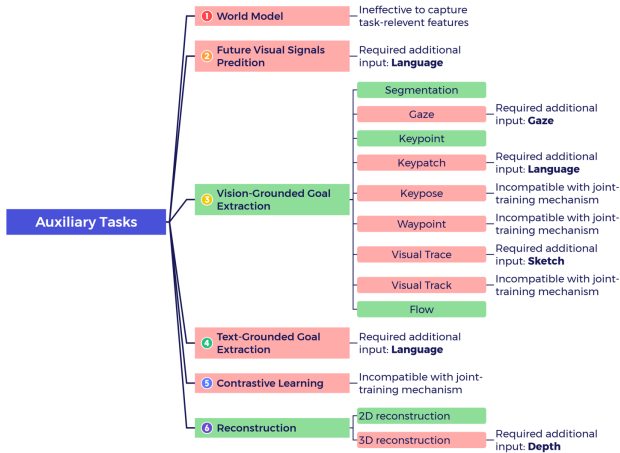 Auxiliary Tasks
1 World Model
Ineffective to capture
task-relevent features
2 Future Visual Signals
Predition
Required additional
input: Language
3 Vision-Grounded Goal
Extraction
Segmentation
Gaze
Required additional
input: Gaze
Keypoint
Keypatch
Required additional
input: Language
Keypose
Incompatible with joint-
training mechanism
Waypoint
Incompatible with joint-
training mechanism
Visual Trace
Required additional
input: Sketch
Visual Track
Incompatible with joint-
training mechanism
Flow
4 Text-Grounded Goal
Extraction
Required additional
input: Language
5 Contrastive Learning
Incompatible with joint-
training mechanism
6 Reconstruction
2D reconstruction
3D reconstruction
Required additional
input: Depth